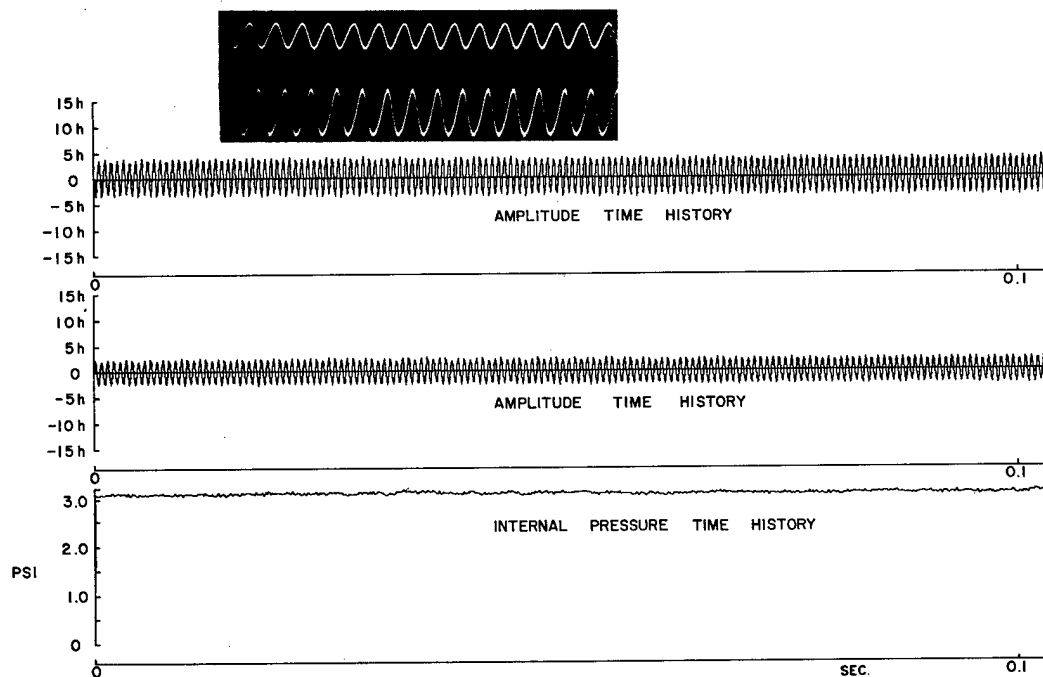 15h
10h
5h
0
-5h
-10h
-15h
AMPLITUDE TIME HISTORY
0 0.1
15h
10h
5h
0
-5h
-10h
-15h
AMPLITUDE TIME HISTORY
0 0.1
3.0
2.0
PSI
1.0
0
INTERNAL PRESSURE TIME HISTORY
0 SEC. 0.1